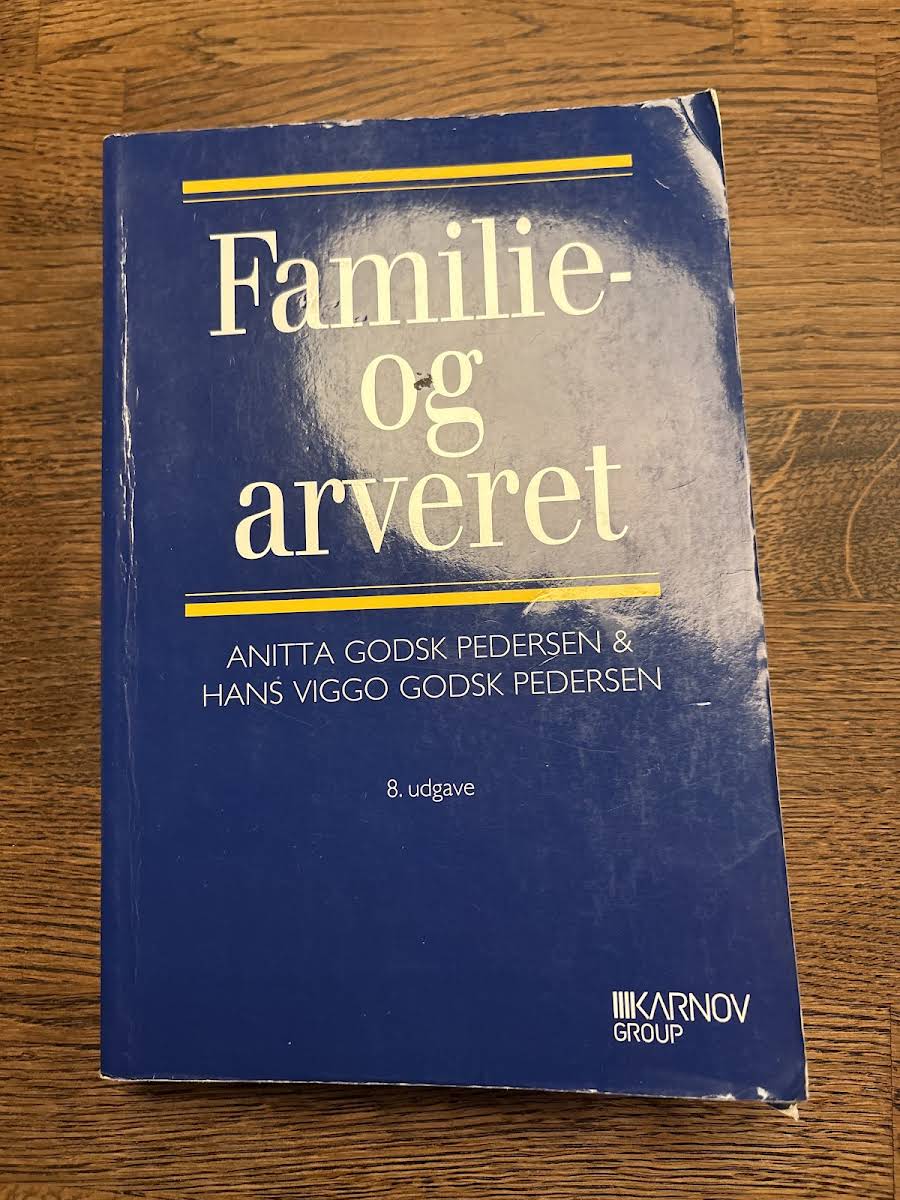 Familie-
og
arveret
ANITTA GODSK PEDERSEN &
HANS VIGGO GODSK PEDERSEN
8. udgave
KARNOV
GROUP